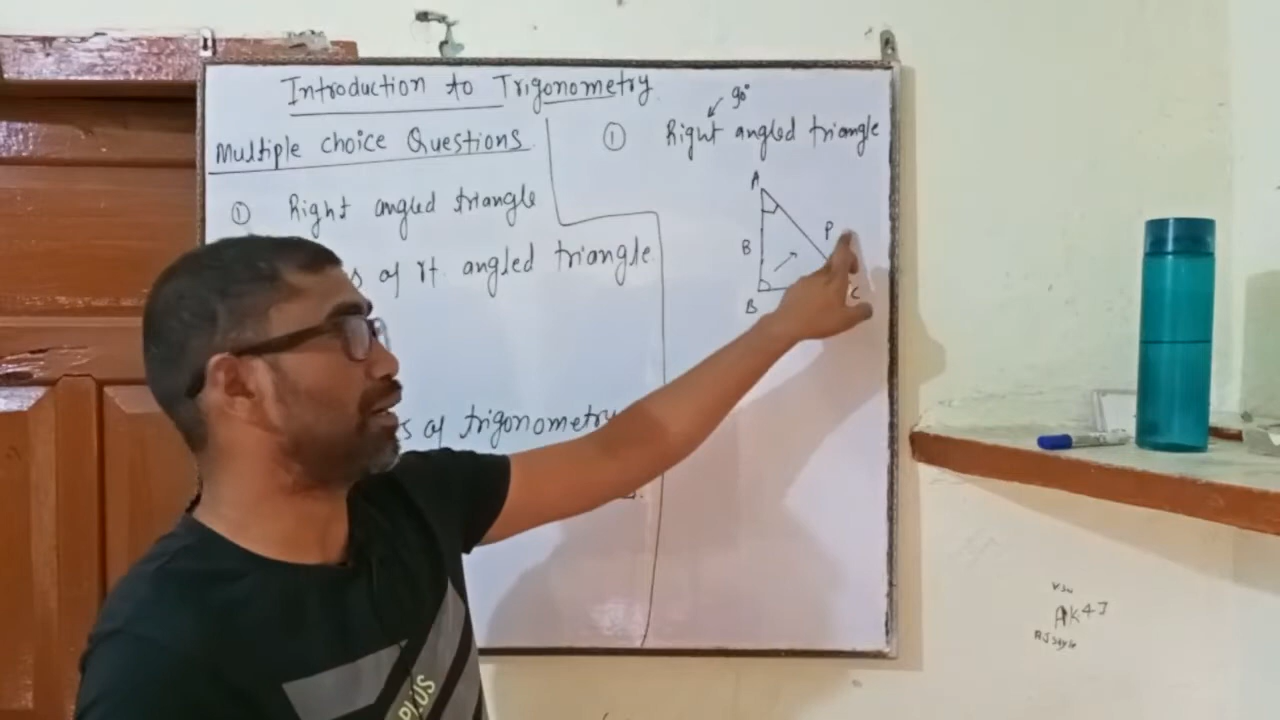 Introduction to Trigonometry
Multiple choice Questions
① Right angled triangle
of rt. angled triangle.
of trigonometry
90°
① Right angled triangle
A
P
B
B
C
AK47
PLUS